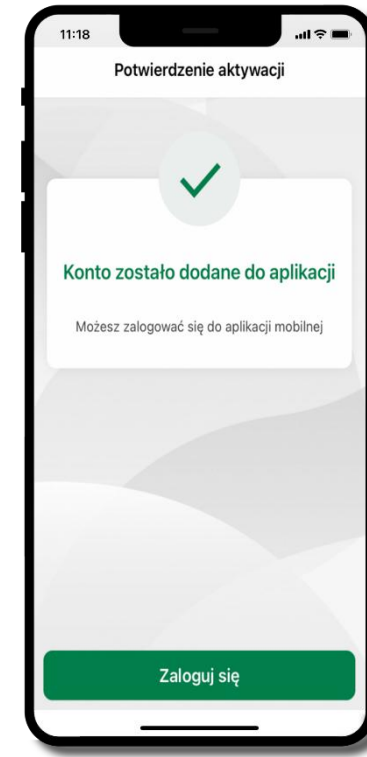 11:18
Potwierdzenie aktywacji
Konto zostało dodane do aplikacji
Możesz zalogować się do aplikacji mobilnej
Zaloguj się